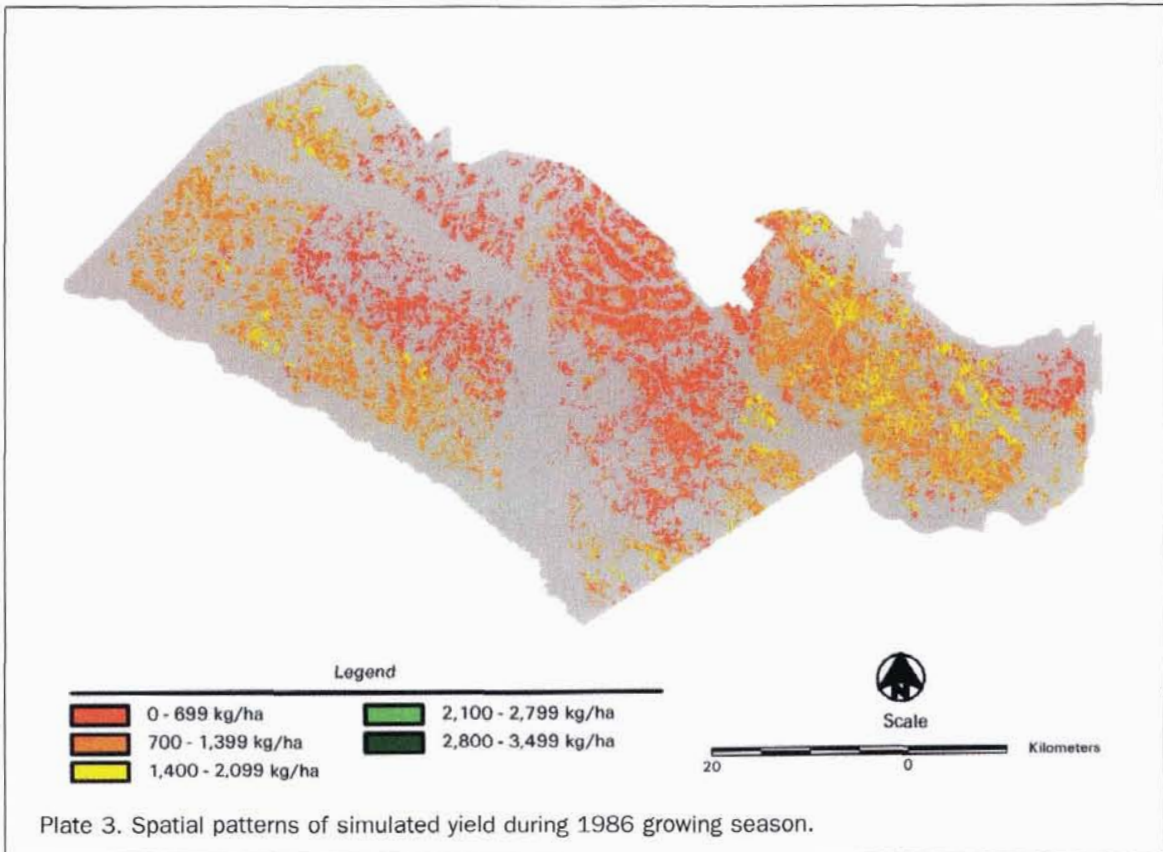 Legend
0 - 699 kg/ha
700 - 1,399 kg/ha
1,400 - 2,099 kg/ha
2,100 - 2,799 kg/ha
2,800 - 3,499 kg/ha
N
Scale
Kilometers
20 0
Plate 3. Spatial patterns of simulated yield during 1986 growing season.